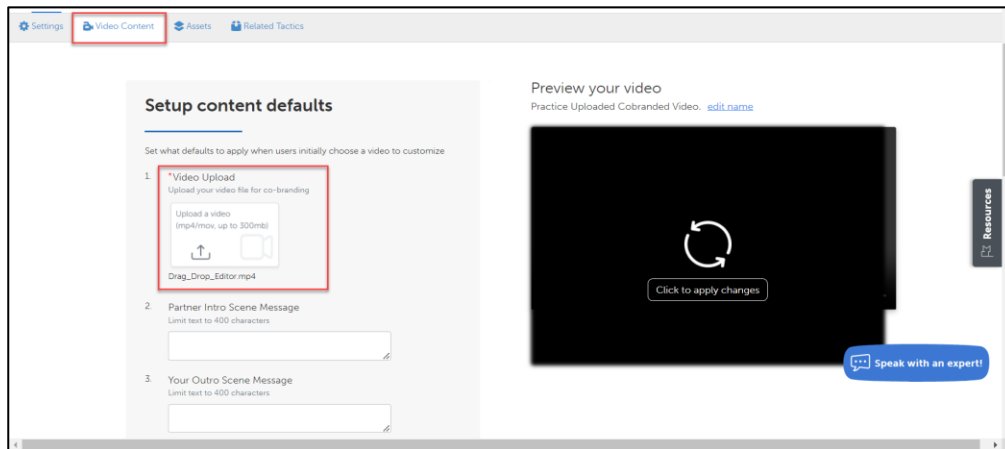 Settings
Video Content
Assets
Related Tactics
Setup content defaults
Set what defaults to apply when users initially choose a video to customize
1. *Video Upload
Upload your video file for co-branding
Upload a video
(mp4/mov, up to 300mb)
Drag_Drop_Editor.mp4
2. Partner Intro Scene Message
Limit text to 400 characters
3. Your Outro Scene Message
Limit text to 400 characters
Preview your video
Practice Uploaded Cobranded Video. edit name
Click to apply changes
Resources
Speak with an expert!